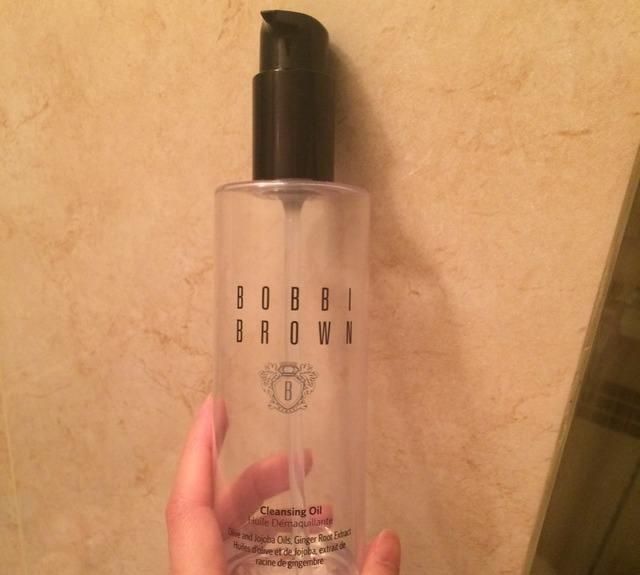 BOBBI
BROWN
B
Cleansing Oil
Huile Démaquillante
Olive and Jojoba Oils, Ginger Root Extract
Huiles d'olive et de Jojoba, extrait de
racine de gingembre